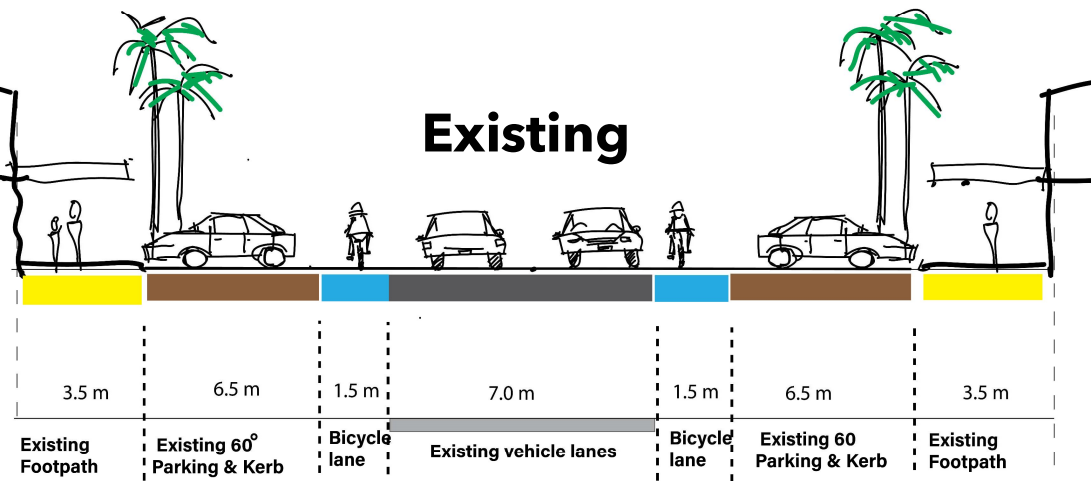 Existing
3.5 m
6.5 m
1.5 m
7.0 m
1.5 m
6.5 m
3.5 m
Existing
Footpath
Existing 60°
Parking & Kerb
Bicycle
lane
Existing vehicle lanes
Bicycle
lane
Existing 60
Parking & Kerb
Existing
Footpath